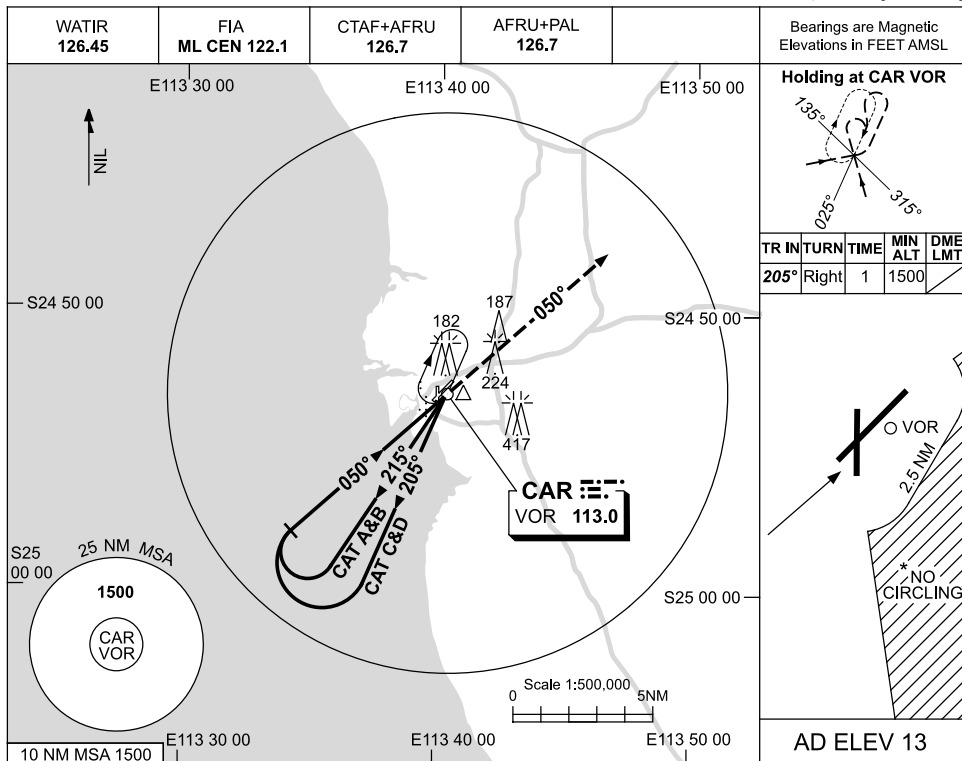 WATIR
126.45
FIA
ML CEN 122.1
CTAF+AFRU
126.7
AFRU+PAL
126.7
Bearings are Magnetic
Elevations in FEET AMSL
E113 30 00
E113 40 00
E113 50 00
NIL
S24 50 00
S24 50 00
187
182
224
417
050°
050°
215°
205°
CAT A&B
CAT C&D
CAR
VOR 113.0
S25
00 00
25 NM MSA
1500
CAR
VOR
S25 00 00
Scale 1:500,000
0
5NM
E113 30 00
E113 40 00
E113 50 00
10 NM MSA 1500
Holding at CAR VOR
135°
025°
315°
TR IN TURN TIME MIN ALT DME LMT
205° Right 1 1500
VOR
2.5 NM
*NO
CIRCLING
AD ELEV 13